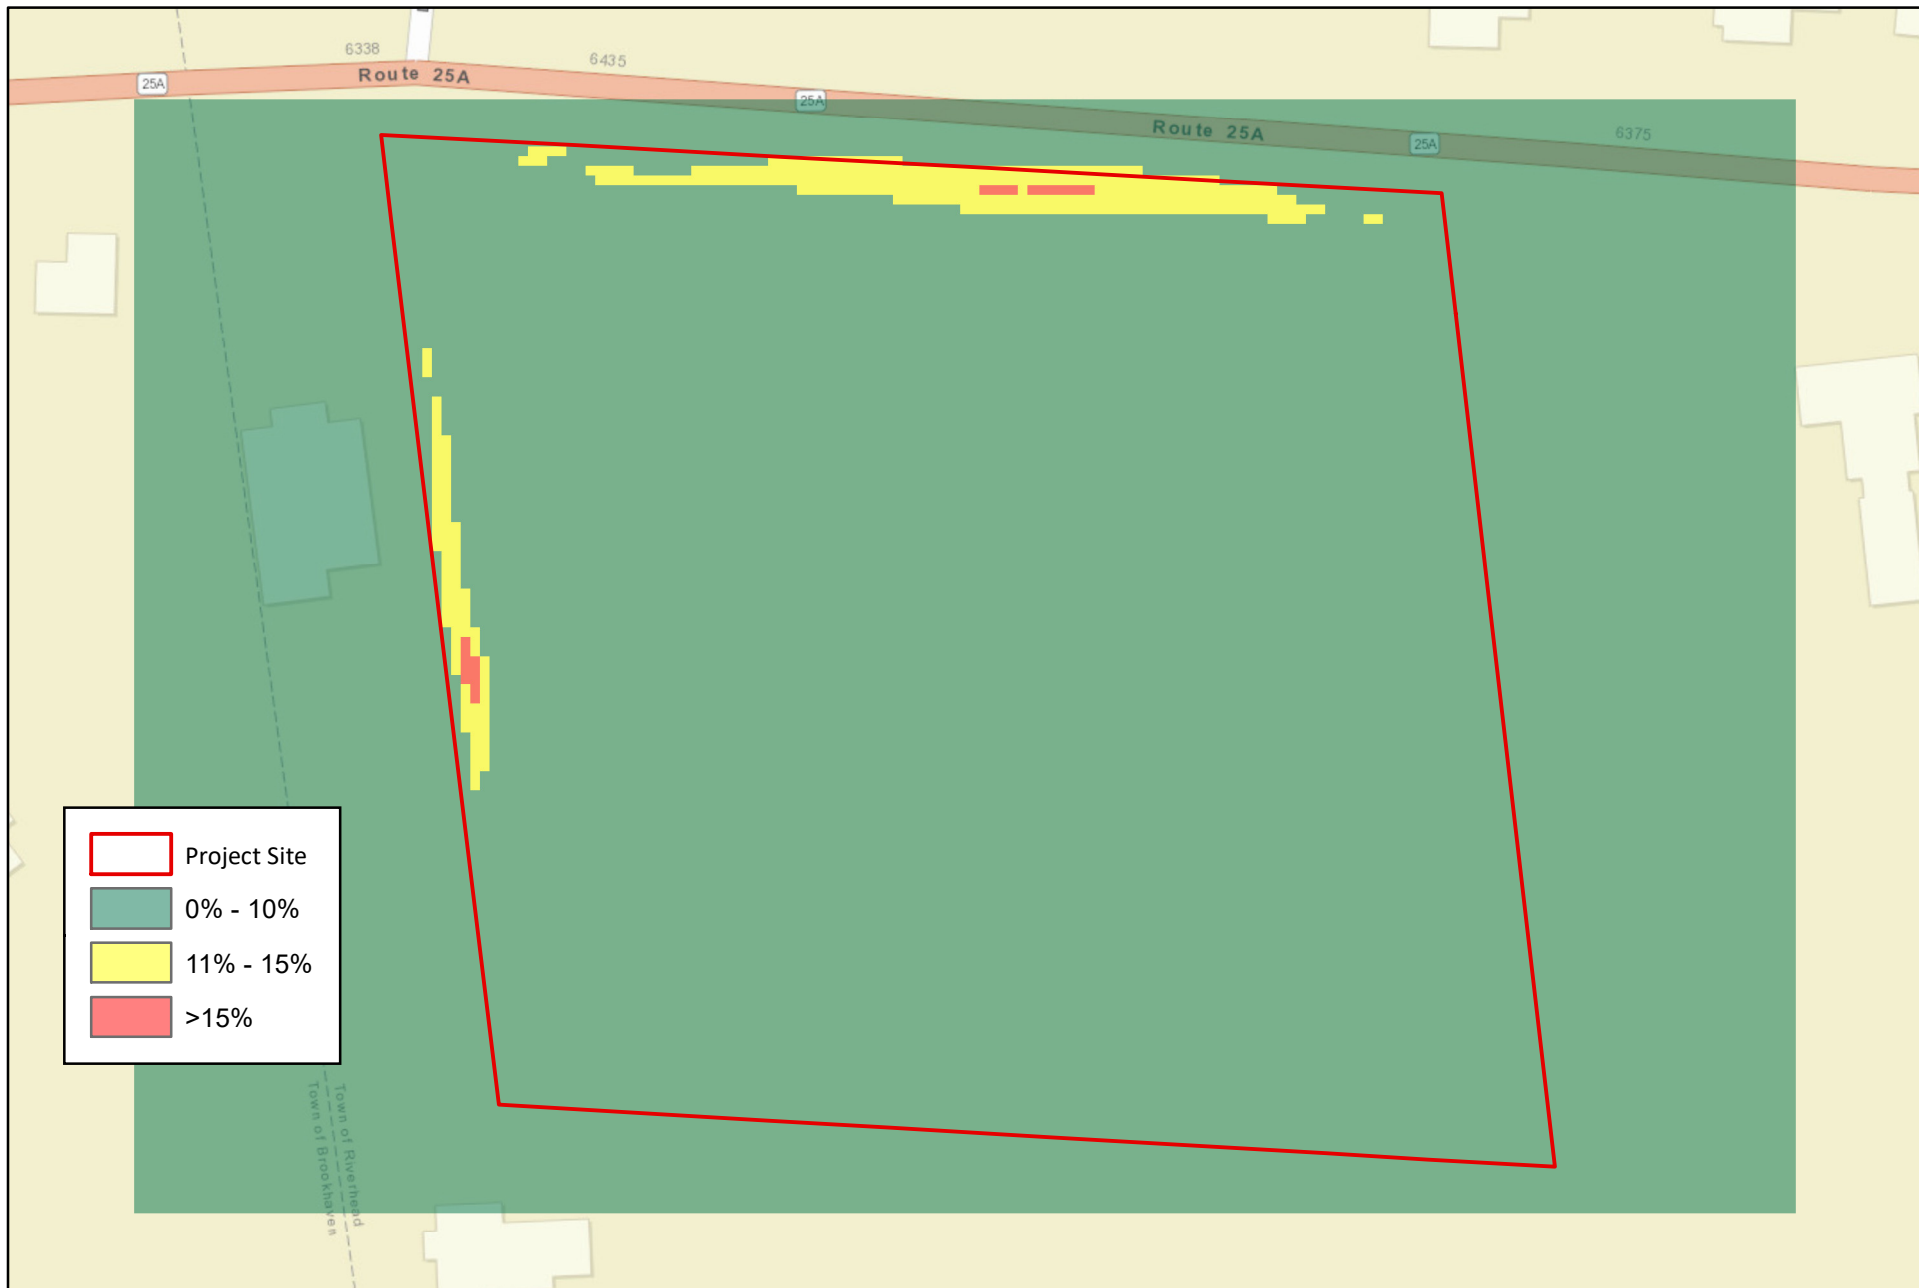 6338
6435
25A
Route 25A
25A
Route 25A
25A
6375
Project Site
0% - 10%
11% - 15%
>15%
Town of Riverhead
Town of Brookhaven